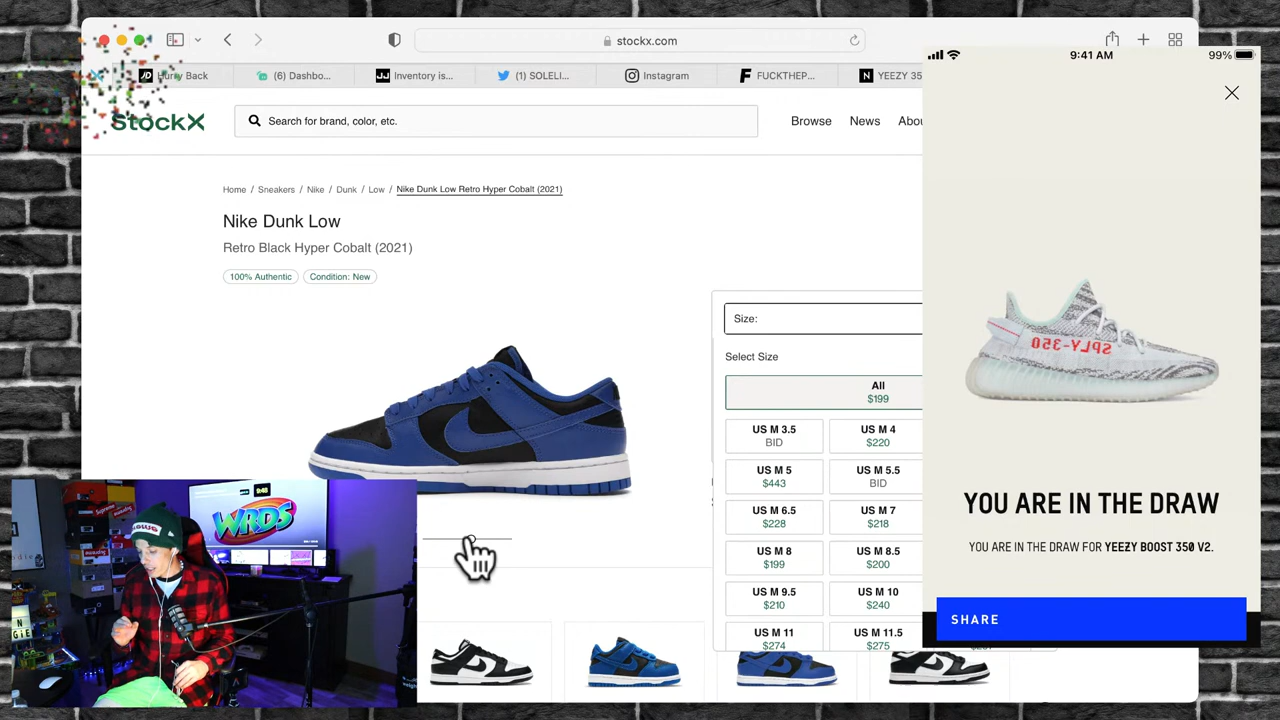 stockx.com
Hurry Back
(6) Dashbo...
JJ Inventory is...
(1) SOLELI...
Instagram
F FUCKTHEP...
N YEEZY 35
StockX
Search for brand, color, etc.
Browse News Abou
Home / Sneakers / Nike / Dunk / Low / Nike Dunk Low Retro Hyper Cobalt (2021)
Nike Dunk Low
Retro Black Hyper Cobalt (2021)
100% Authentic
Condition: New
Size:
Select Size
All
$199
US M 3.5
BID
US M 4
$220
US M 5
$443
US M 5.5
BID
US M 6.5
$228
US M 7
$218
US M 8
$199
US M 8.5
$200
US M 9.5
$210
US M 10
$240
US M 11
$274
US M 11.5
$275
9:41 AM
99%
SPLY-350
YOU ARE IN THE DRAW
YOU ARE IN THE DRAW FOR YEEZY BOOST 350 V2.
SHARE
WRDS
Supreme